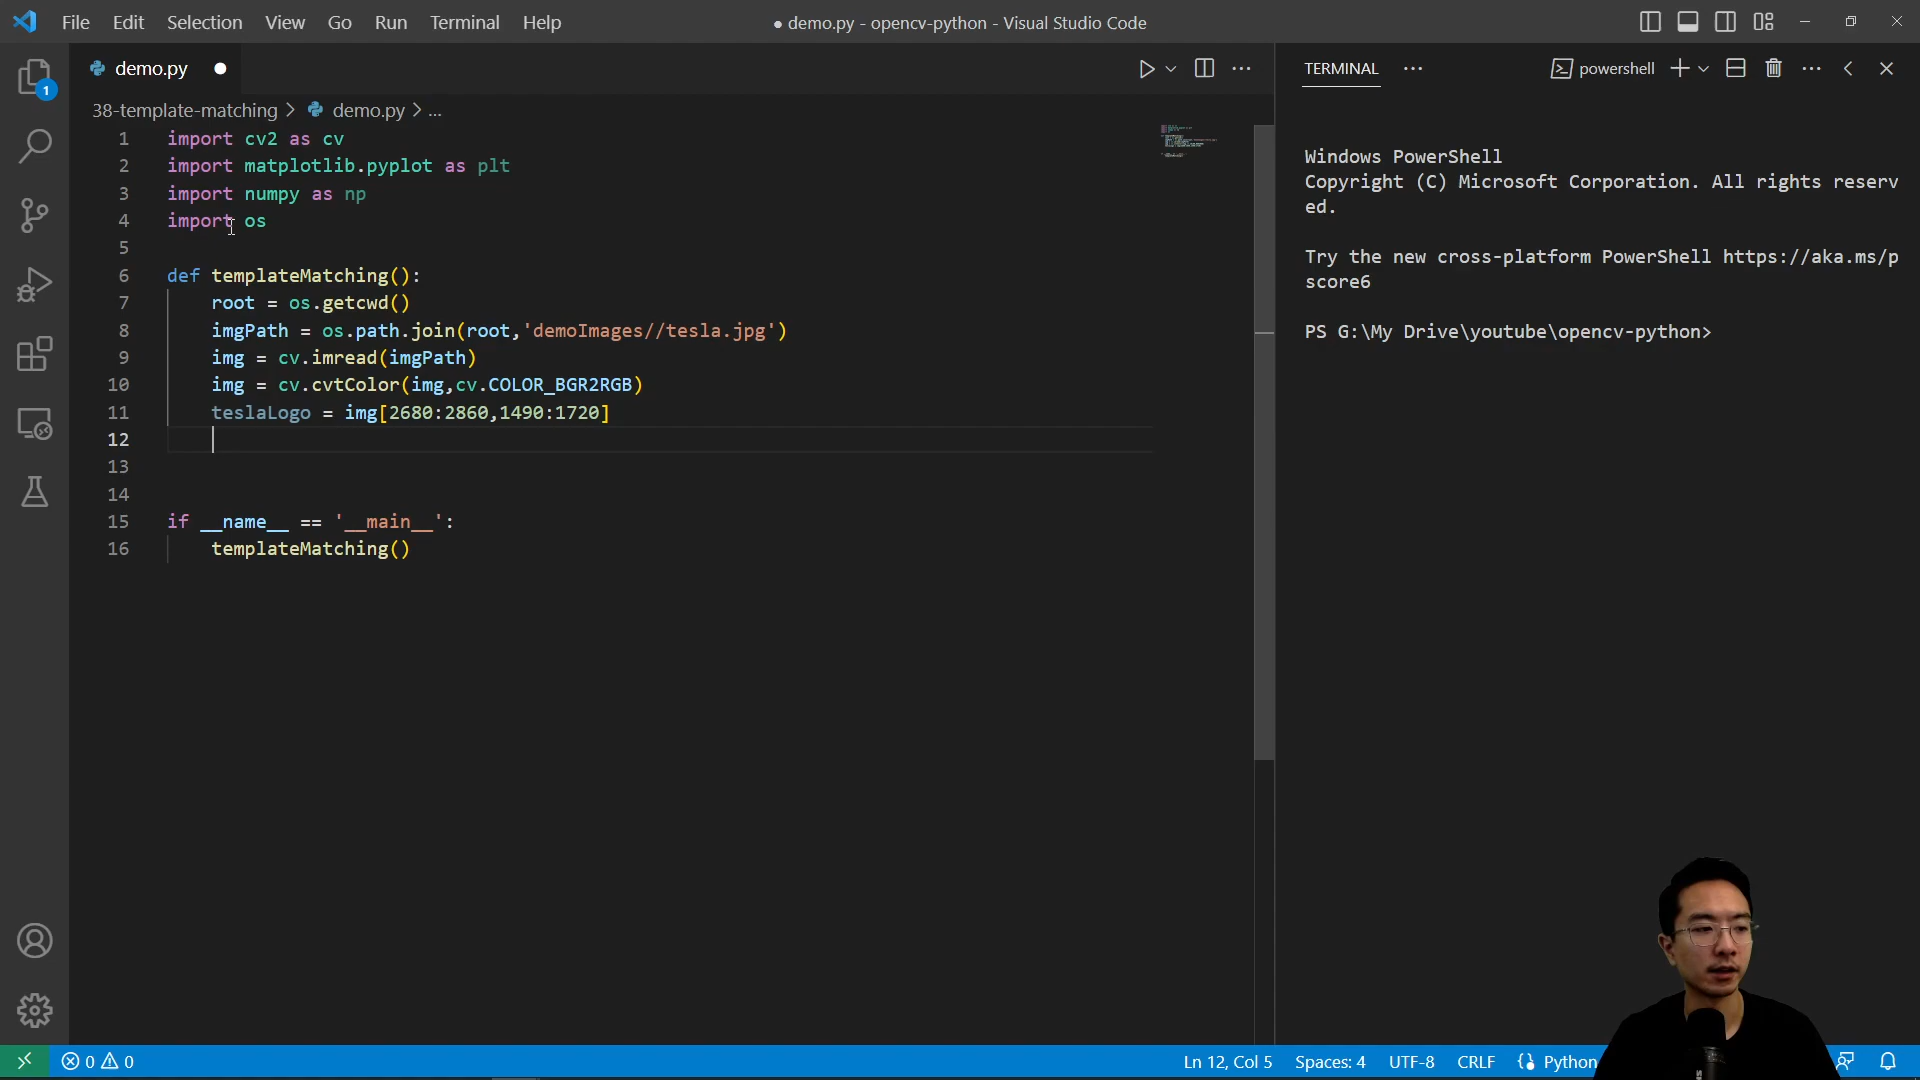 File Edit Selection View Go Run Terminal Help
● demo.py - opencv-python - Visual Studio Code
demo.py
TERMINAL
powershell
1
38-template-matching > demo.py > ...
1 import cv2 as cv
2 import matplotlib.pyplot as plt
3 import numpy as np
4 import os
5
6 def templateMatching():
7 root = os.getcwd()
8 imgPath = os.path.join(root,'demoImages//tesla.jpg')
9 img = cv.imread(imgPath)
10 img = cv.cvtColor(img,cv.COLOR_BGR2RGB)
11 teslaLogo = img[2680:2860,1490:1720]
12
13
14
15 if __name__ == '__main__':
16 templateMatching()
Windows PowerShell
Copyright (C) Microsoft Corporation. All rights reserv
ed.
Try the new cross-platform PowerShell https://aka.ms/p
score6
PS G:\My Drive\youtube\opencv-python>
0 0
Ln 12, Col 5 Spaces: 4 UTF-8 CRLF Python